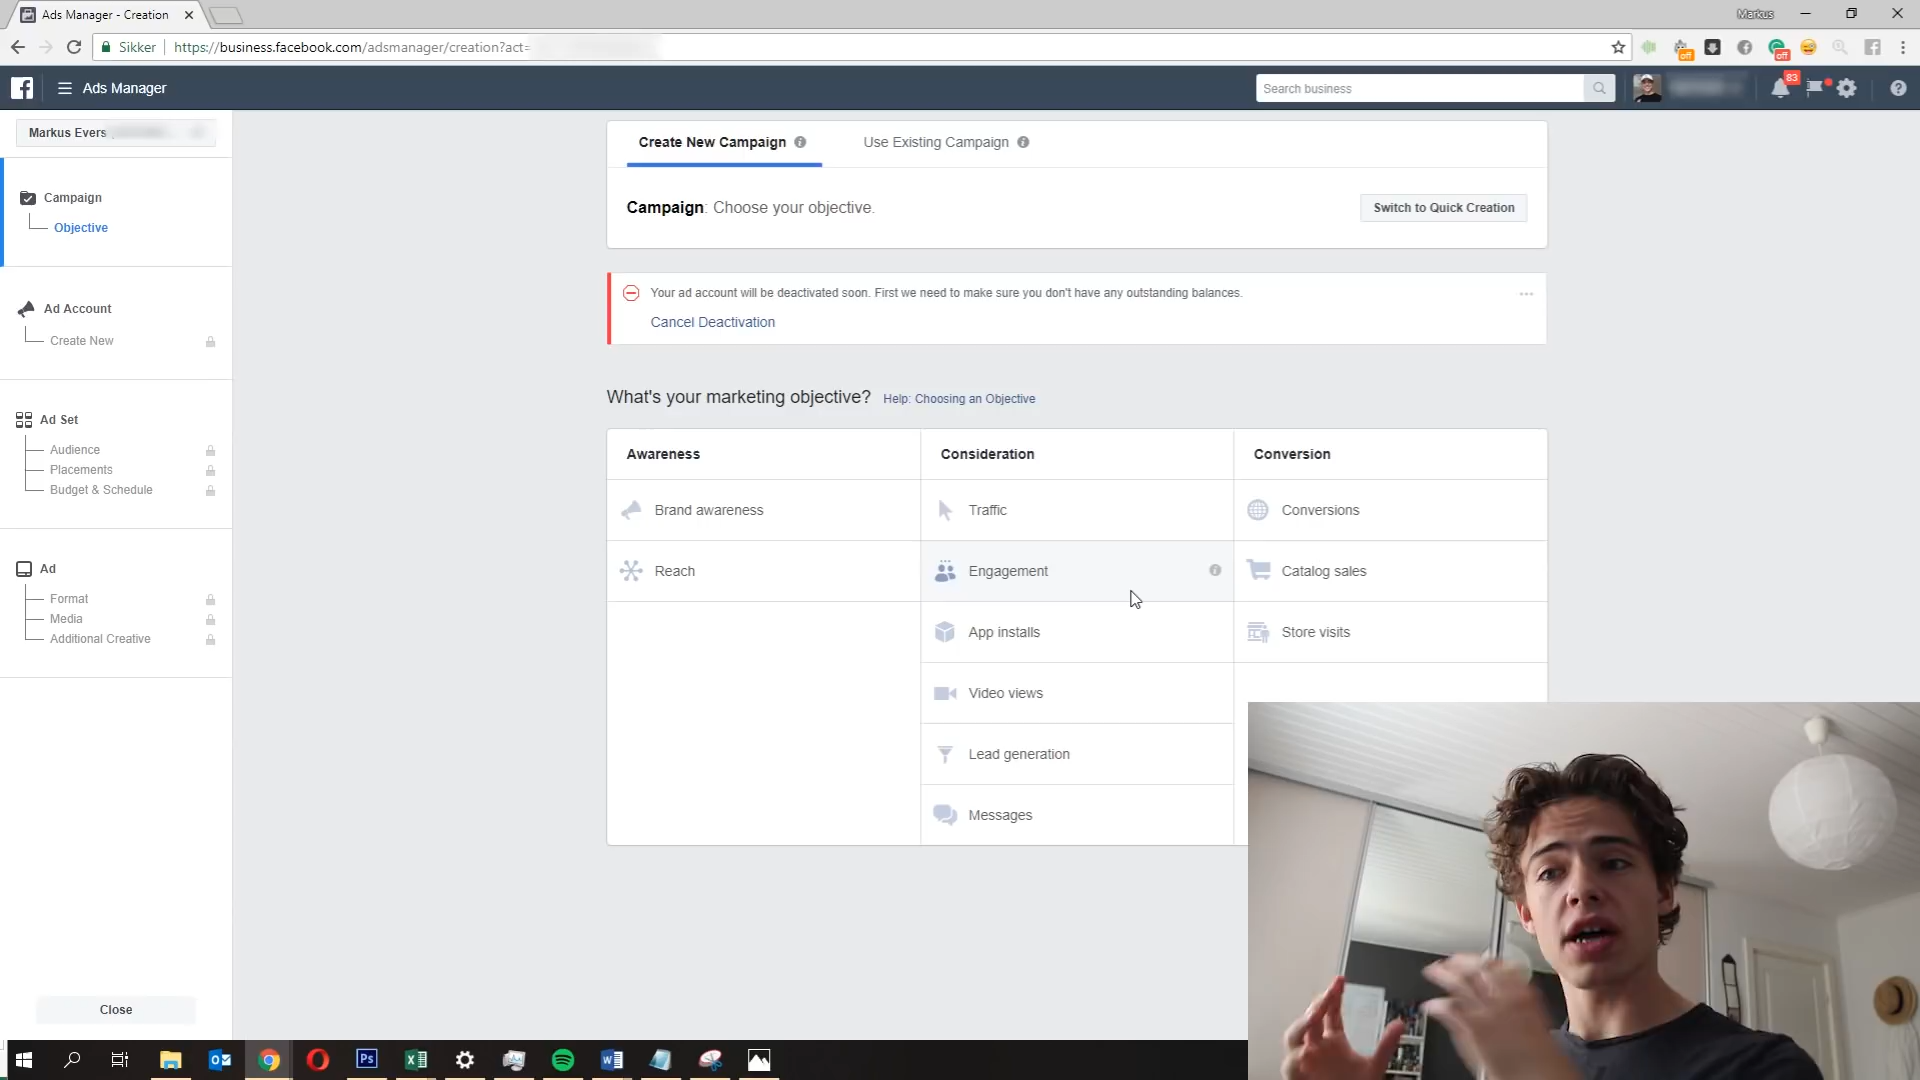 Ads Manager - Creation
Markus
Sikker
https://business.facebook.com/adsmanager/creation?act=
off
off
Ads Manager
Search business
83
Markus Evers
Campaign
Objective
Ad Account
Create New
Ad Set
Audience
Placements
Budget & Schedule
Ad
Format
Media
Additional Creative
Close
Create New Campaign
Use Existing Campaign
Campaign: Choose your objective.
Switch to Quick Creation
Your ad account will be deactivated soon. First we need to make sure you don't have any outstanding balances.
Cancel Deactivation
What's your marketing objective? Help: Choosing an Objective
Awareness
Brand awareness
Reach
Consideration
Traffic
Engagement
App installs
Video views
Lead generation
Messages
Conversion
Conversions
Catalog sales
Store visits
Ps